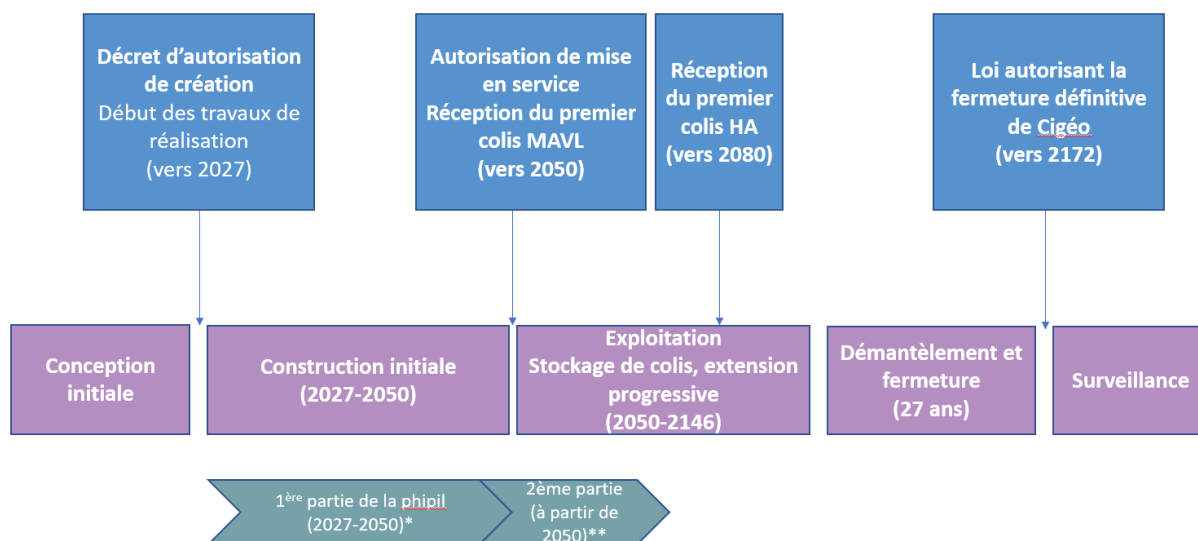 Décret d'autorisation
de création
Début des travaux de
réalisation
(vers 2027)
Autorisation de mise
en service
Réception du premier
colis MAVL
(vers 2050)
Réception
du premier
colis HA
(vers 2080)
Loi autorisant la
fermeture définitive
de Cigéo
(vers 2172)
Conception
initiale
Construction initiale
(2027-2050)
Exploitation
Stockage de colis, extension
progressive
(2050-2146)
Démantèlement et
fermeture
(27 ans)
Surveillance
1ère partie de la phipil
(2027-2050)*
2ème partie
(à partir de
2050)**